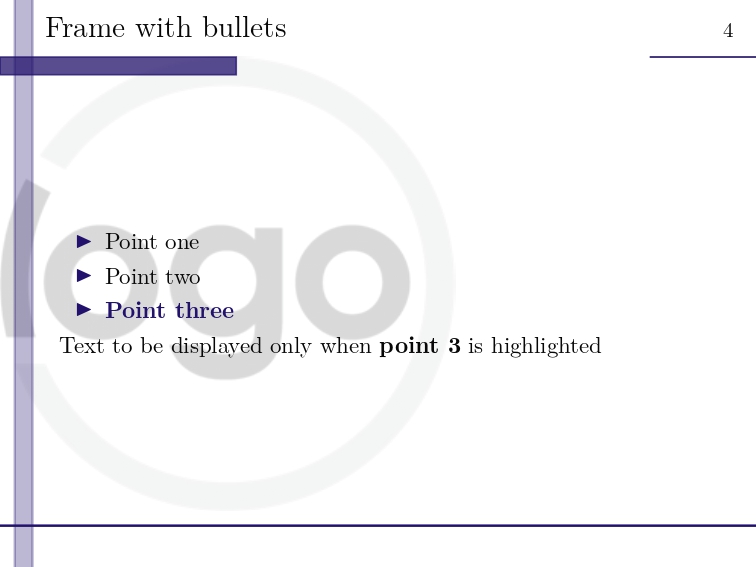 Frame with bullets
4
Point one
Point two
Point three
Text to be displayed only when point 3 is highlighted
logo